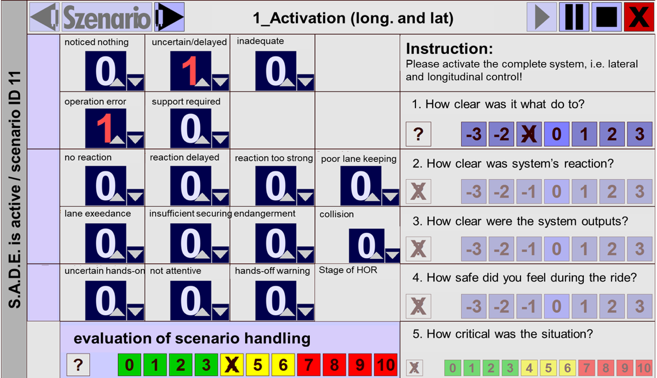 Szenario
1_Activation (long. and lat)
X
S.A.D.E. is active / scenario ID 11
noticed nothing uncertain/delayed inadequate
0 1 0
operation error support required
1 0
no reaction reaction delayed reaction too strong poor lane keeping
0 0 0 0
lane exeedance insufficient securing endangerment collision
0 0 0 0
uncertain hands-on not attentive hands-off warning Stage of HOR
0 0 0
evaluation of scenario handling
? 0 1 2 3 X 5 6 7 8 9 10
Instruction:
Please activate the complete system, i.e. lateral
and longitudinal control!
1. How clear was it what do to?
? -3 -2 X 0 1 2 3
2. How clear was system's reaction?
X -3 -2 -1 0 1 2 3
3. How clear were the system outputs?
X -3 -2 -1 0 1 2 3
4. How safe did you feel during the ride?
X -3 -2 -1 0 1 2 3
5. How critical was the situation?
X 0 1 2 3 4 5 6 7 8 9 10